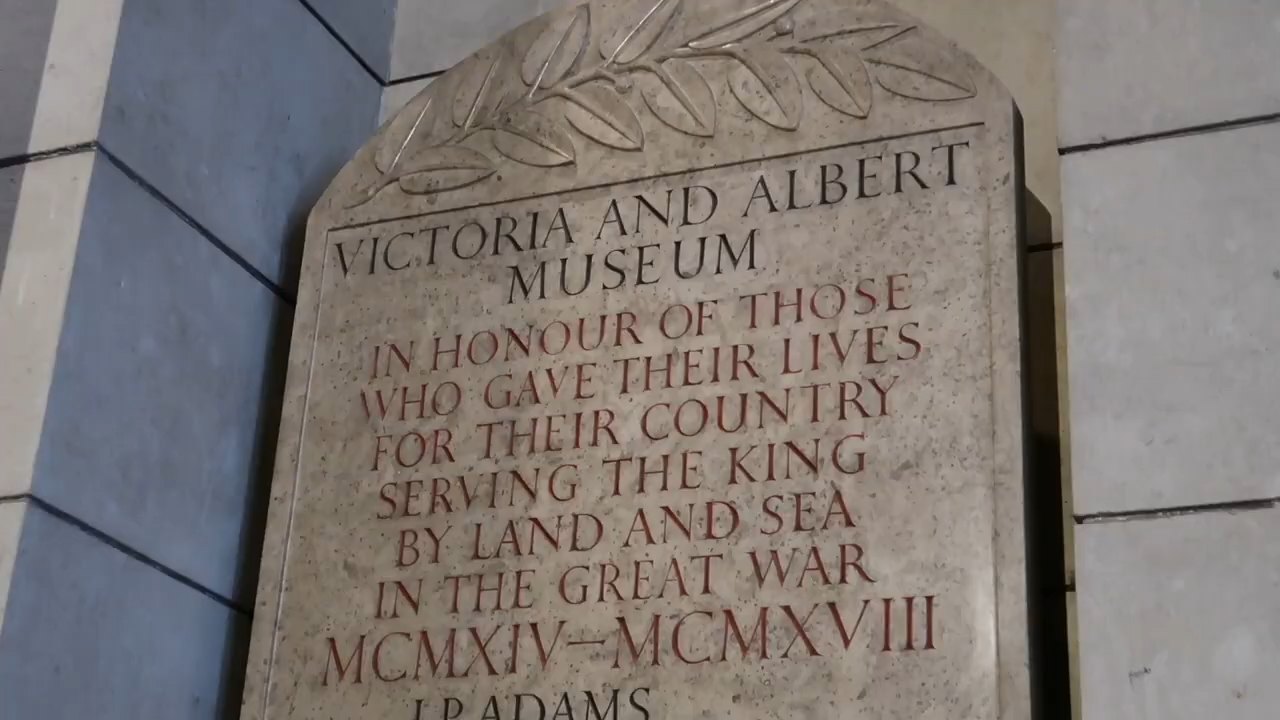 VICTORIA AND ALBERT
MUSEUM
IN HONOUR OF THOSE
WHO GAVE THEIR LIVES
FOR THEIR COUNTRY
SERVING THE KING
BY LAND AND SEA
IN THE GREAT WAR
MCMXIV–MCMXVIII
J.P. ADAMS